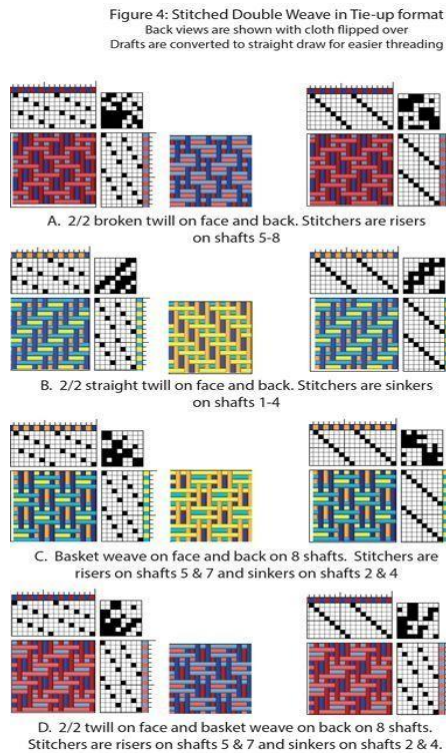 Figure 4: Stitched Double Weave in Tie-up format
Back views are shown with cloth flipped over
Drafts are converted to straight draw for easier threading
A. 2/2 broken twill on face and back. Stitchers are risers
on shafts 5-8
B. 2/2 straight twill on face and back. Stitchers are sinkers
on shafts 1-4
C. Basket weave on face and back on 8 shafts. Stitchers are
risers on shafts 5 & 7 and sinkers on shafts 2 & 4
D. 2/2 twill on face and basket weave on back on 8 shafts.
Stitchers are risers on shafts 5 & 7 and sinkers on shafts 2 & 4.